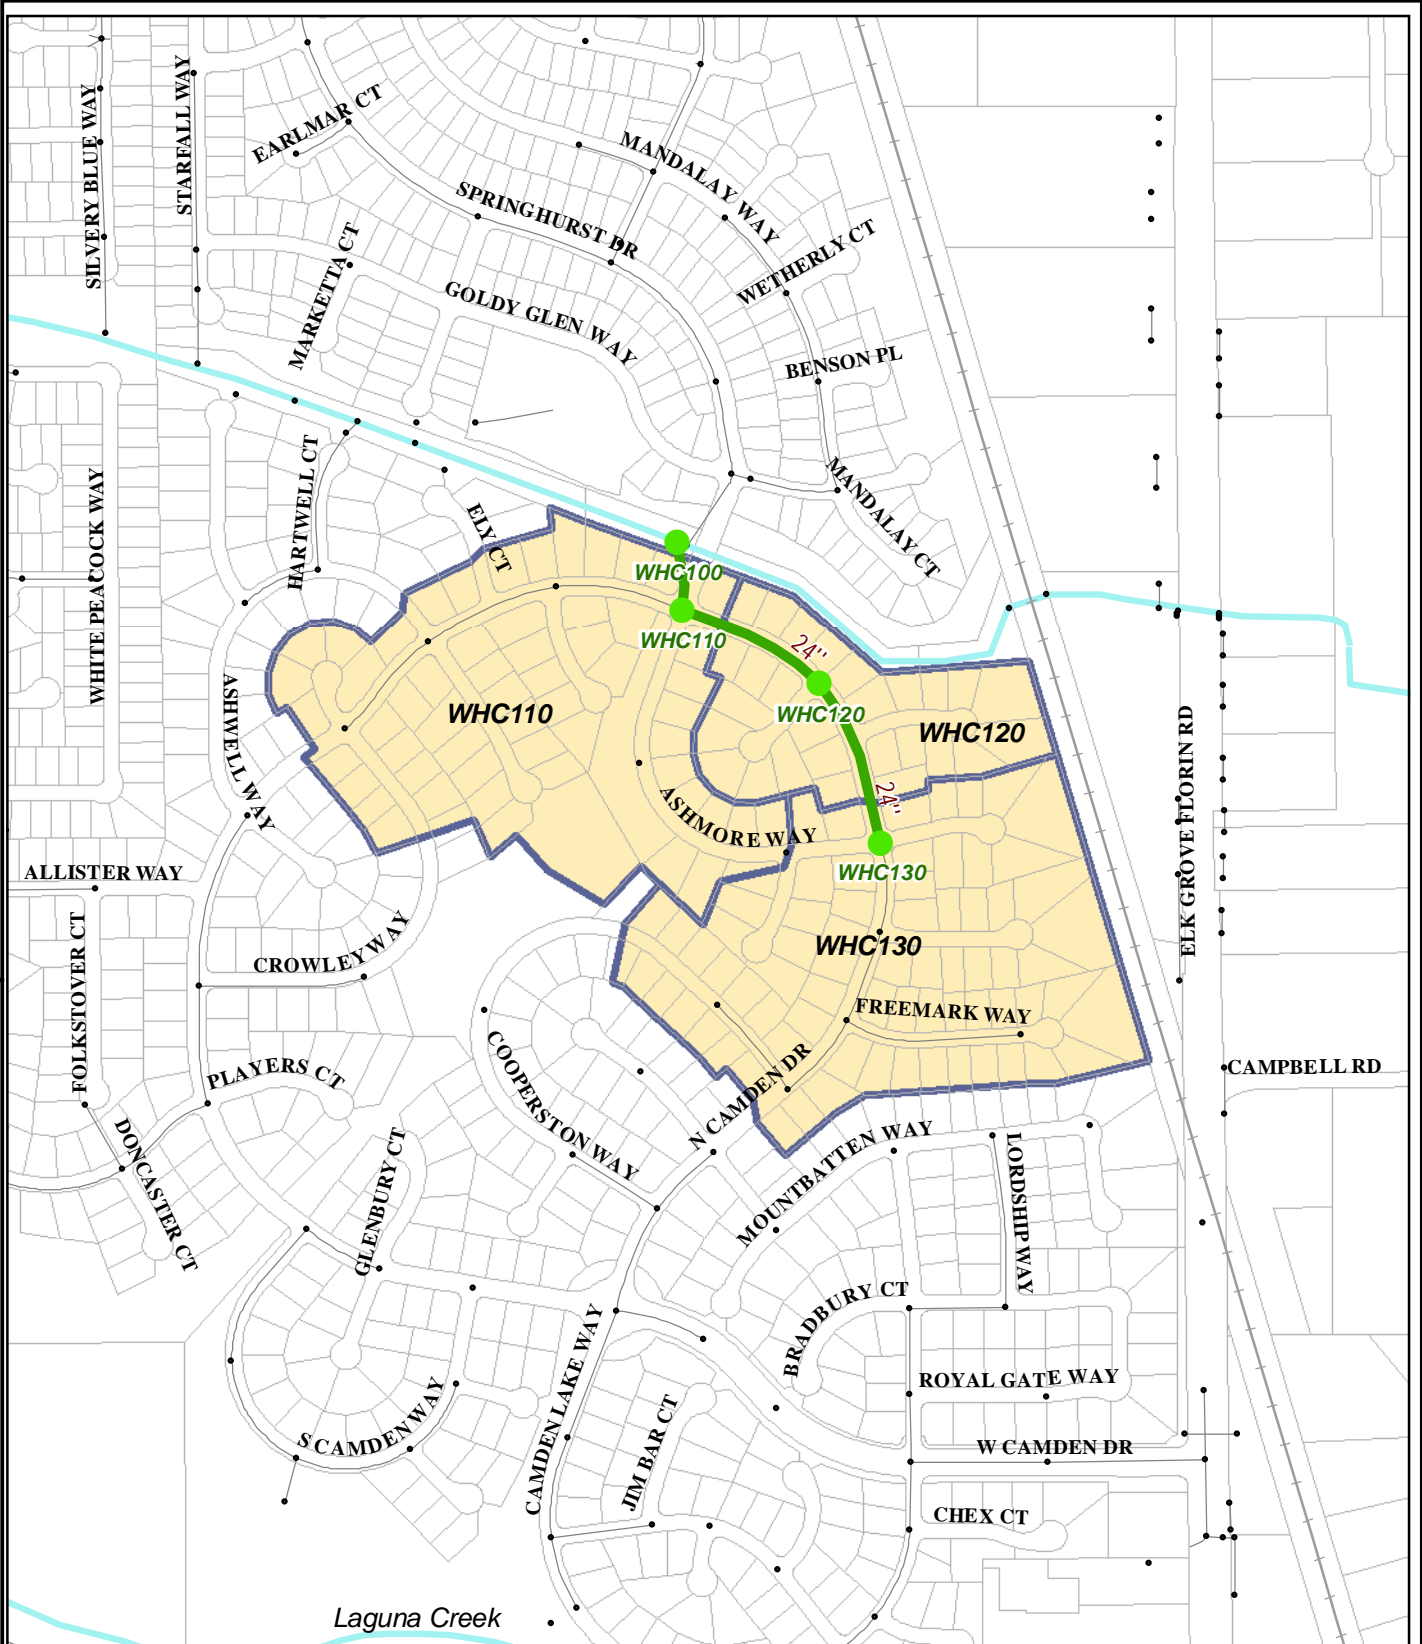 SILVERY BLUE WAY
STARFALL WAY
EARLMAR CT
MANDALAY WAY
SPRINGHURST DR
WETHERLY CT
MARKETTA CT
GOLDY GLEN WAY
BENSON PL
HARTWELL CT
WHITE PEACOCK WAY
ELY CT
MANDALAY CT
WHC100
WHC110
24"
WHC110
WHC120
WHC120
ASHWELL WAY
ELK GROVE FLORIN RD
24"
ASHMORE WAY
WHC130
ALLISTER WAY
FOLKSTOVER CT
CROWLEY WAY
WHC130
FREEMARK WAY
COOPERSTON WAY
N CAMDEN DR
CAMPBELL RD
PLAYERS CT
DONCASTER CT
GLENBURY CT
MOUNTBATTEN WAY
LORDSHIP WAY
BRADBURY CT
CAMDEN LAKE WAY
ROYAL GATE WAY
S CAMDEN WAY
JIM BAR CT
W CAMDEN DR
CHEX CT
Laguna Creek